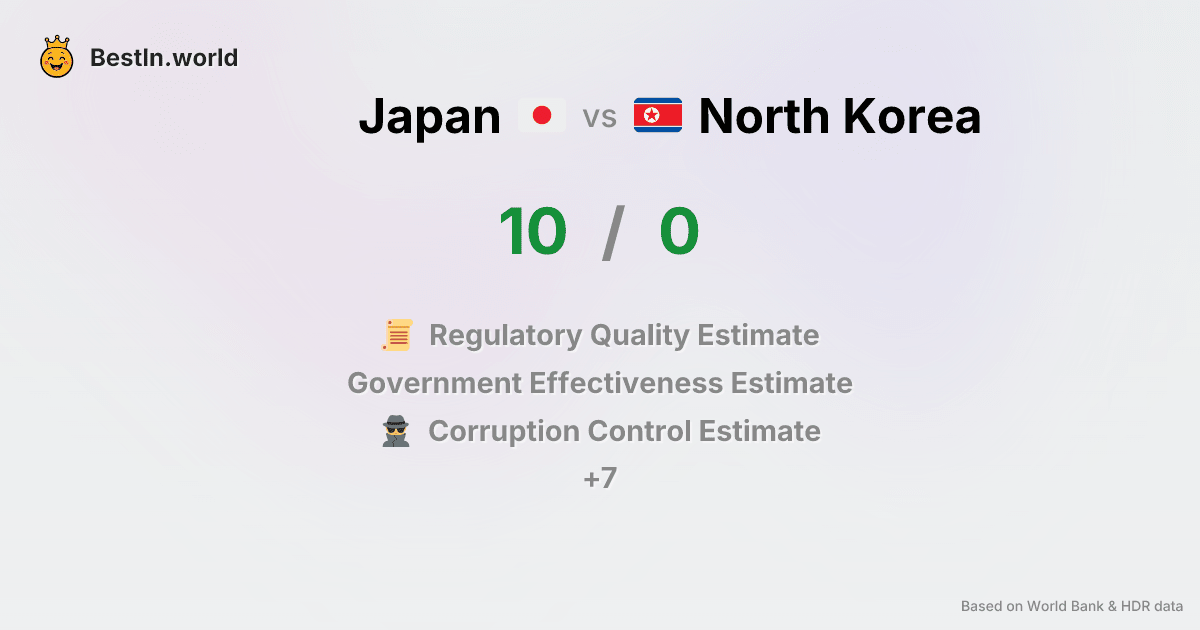 BestIn.world
Japan vs North Korea
10 / 0
Regulatory Quality Estimate
Government Effectiveness Estimate
Corruption Control Estimate
+7
Based on World Bank & HDR data